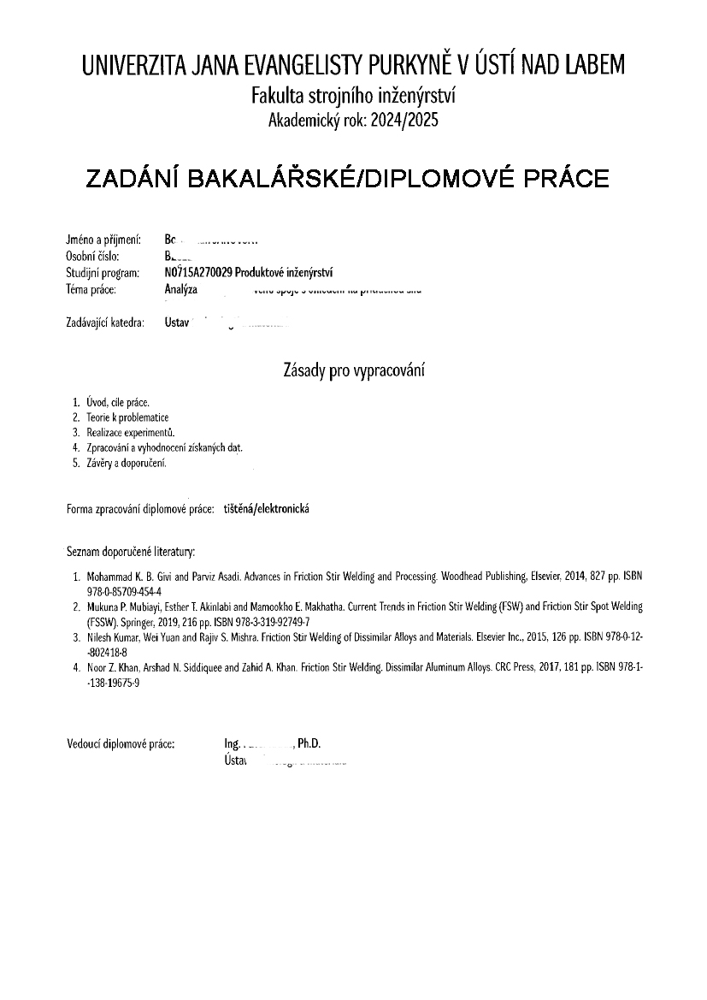 UNIVERZITA JANA EVANGELISTY PURKYNĚ V ÚSTÍ NAD LABEM
Fakulta strojního inženýrství
Akademický rok: 2024/2025
ZADÁNÍ BAKALÁŘSKÉ/DIPLOMOVÉ PRÁCE
Jméno a příjmení:
Osobní číslo:
Studijní program: N0715A270029 Produktové inženýrství
Téma práce: Analýza
Zadávající katedra: Ustav
Zásady pro vypracování
1. Úvod, cíle práce.
2. Teorie k problematice
3. Realizace experimentů.
4. Zpracování a vyhodnocení získaných dat.
5. Závěry a doporučení.
Forma zpracování diplomové práce: tištěná/elektronická
Seznam doporučené literatury:
1. Mohammad K. B. Givi and Parviz Asadi. Advances in Friction Stir Welding and Processing. Woodhead Publishing, Elsevier, 2014, 827 pp. ISBN
978-0-85709-454-4
2. Mukuna P. Mubiayi, Esther T. Akinlabi and Mamookho E. Makhatha. Current Trends in Friction Stir Welding (FSW) and Friction Stir Spot Welding
(FSSW). Springer, 2019, 216 pp. ISBN 978-3-319-92749-7
3. Nilesh Kumar, Wei Yuan and Rajiv S. Mishra. Friction Stir Welding of Dissimilar Alloys and Materials. Elsevier Inc., 2015, 126 pp. ISBN 978-0-12-
-802418-8
4. Noor Z. Khan, Arshad N. Siddiquee and Zahid A. Khan. Friction Stir Welding. Dissimilar Aluminum Alloys. CRC Press, 2017, 181 pp. ISBN 978-1-
-138-19675-9
Vedoucí diplomové práce: Ing. , Ph.D.